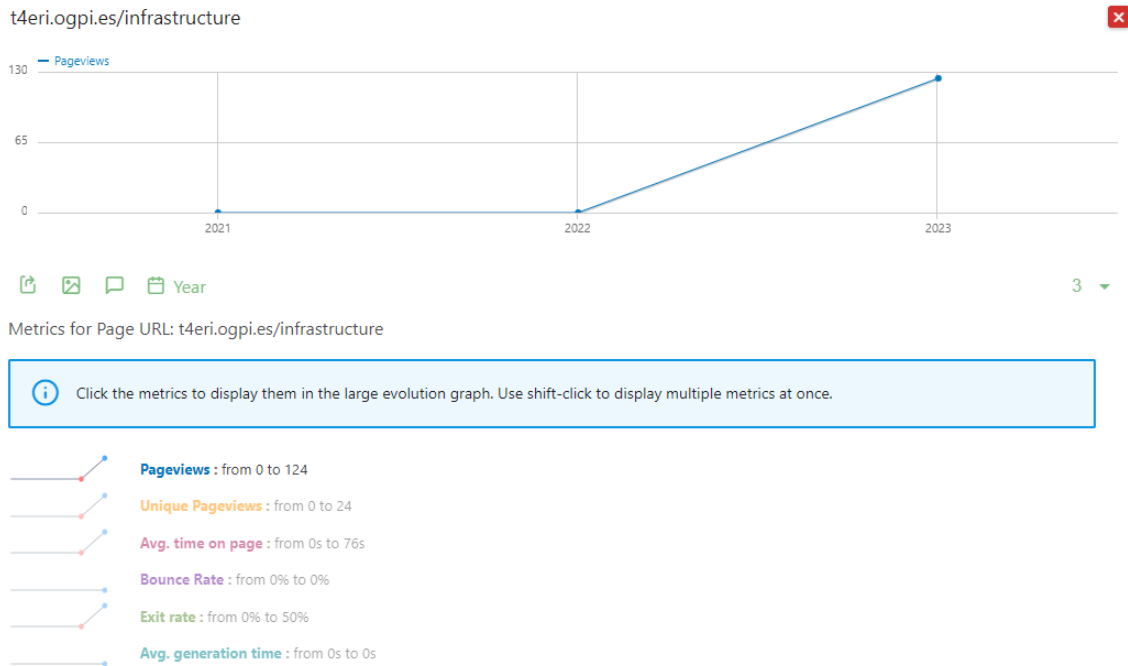 t4eri.ogpi.es/infrastructure
Pageviews
130
65
0
2021 2022 2023
Year 3
Metrics for Page URL: t4eri.ogpi.es/infrastructure
Click the metrics to display them in the large evolution graph. Use shift-click to display multiple metrics at once.
Pageviews : from 0 to 124
Unique Pageviews : from 0 to 24
Avg. time on page : from 0s to 76s
Bounce Rate : from 0% to 0%
Exit rate : from 0% to 50%
Avg. generation time : from 0s to 0s